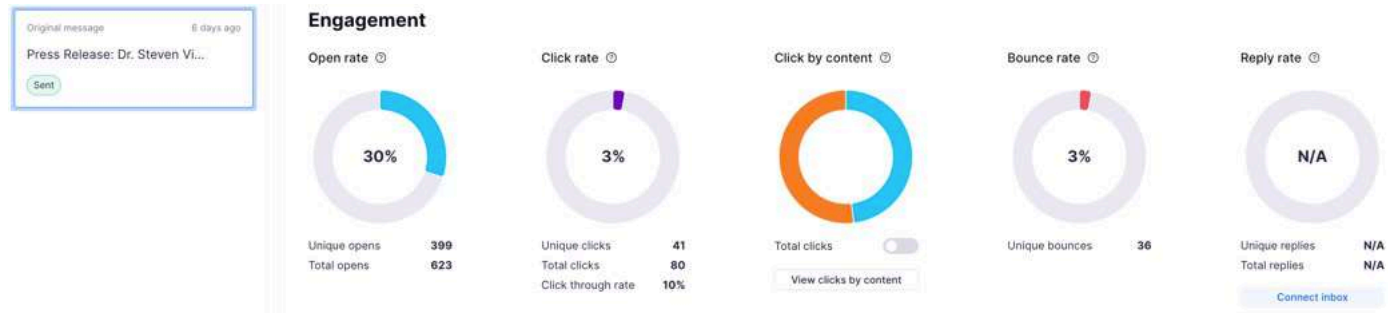 Original message 6 days ago
Press Release: Dr. Steven Vi...
Sent
Engagement
Open rate
30%
Unique opens 399
Total opens 623
Click rate
3%
Unique clicks 41
Total clicks 80
Click through rate 10%
Click by content
Total clicks
View clicks by content
Bounce rate
3%
Unique bounces 36
Reply rate
N/A
Unique replies N/A
Total replies N/A
Connect inbox